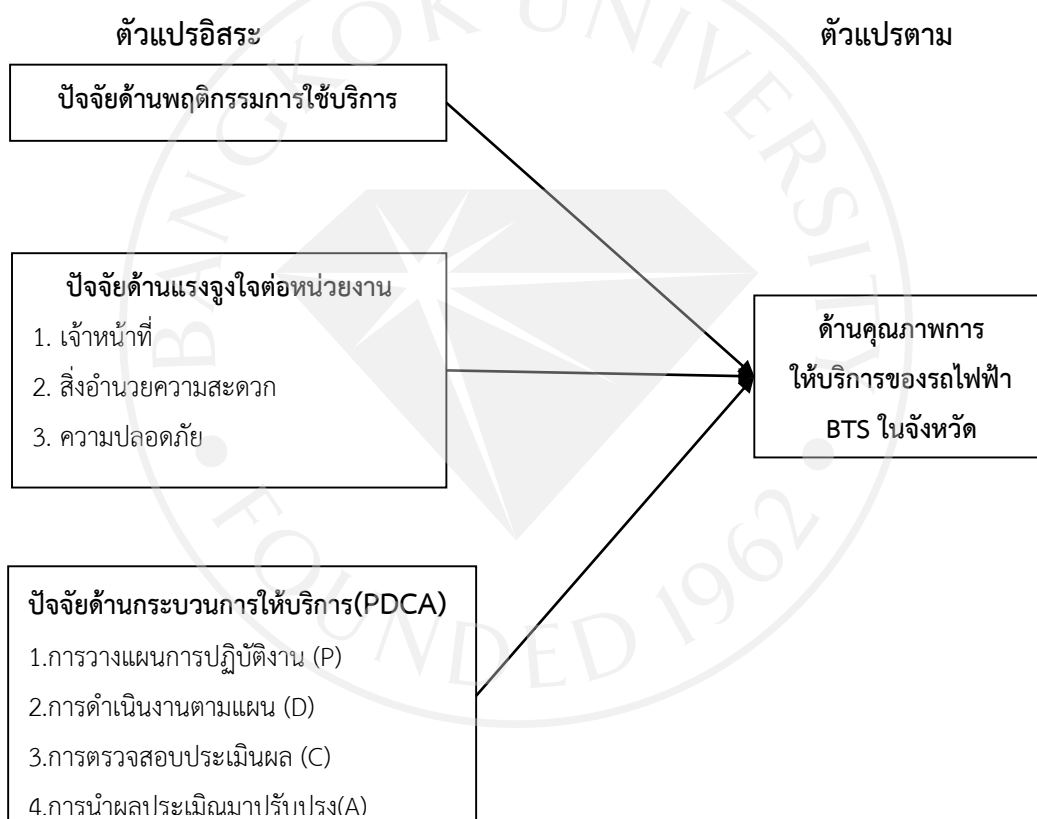 ตัวแปรอิสระ
ตัวแปรตาม
ปัจจัยด้านพฤติกรรมการใช้บริการ
ปัจจัยด้านแรงจูงใจต่อหน่วยงาน
1. เจ้าหน้าที่
2. สิ่งอำนวยความสะดวก
3. ความปลอดภัย
ด้านคุณภาพการ
ให้บริการของรถไฟฟ้า
BTS ในจังหวัด
ปัจจัยด้านกระบวนการให้บริการ(PDCA)
1.การวางแผนการปฏิบัติงาน (P)
2.การดำเนินงานตามแผน (D)
3.การตรวจสอบประเมินผล (C)
4.การนำผลประเมิณมาปรับปรุง(A)
BANGKOK UNIVERSITY
FOUNDED 1962